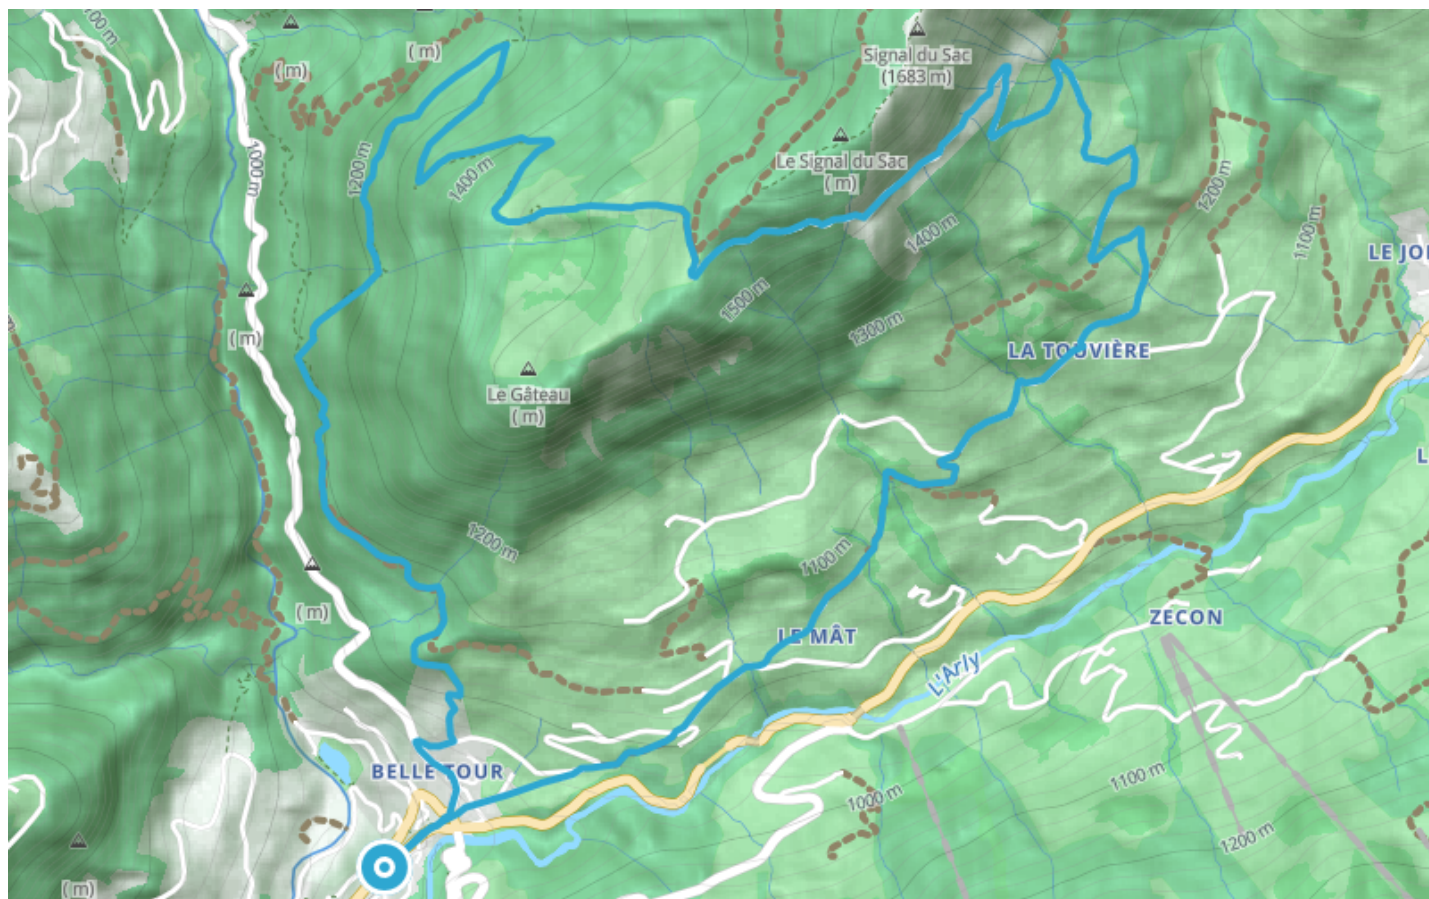 1200 m
( m)
( m)
Signal du Sac
(1683 m)
1000 m
1200 m
1400 m
Le Signal du Sac
( m)
1200 m
1400 m
1100 m
LE JO
1500 m
1300 m
( m)
LA TOUVIÈRE
Le Gâteau
( m)
L
1200 m
1100 m
( m)
LE MÂT
ZECON
L'Arly
BELLE TOUR
1100 m
1000 m
1200 m
( m)